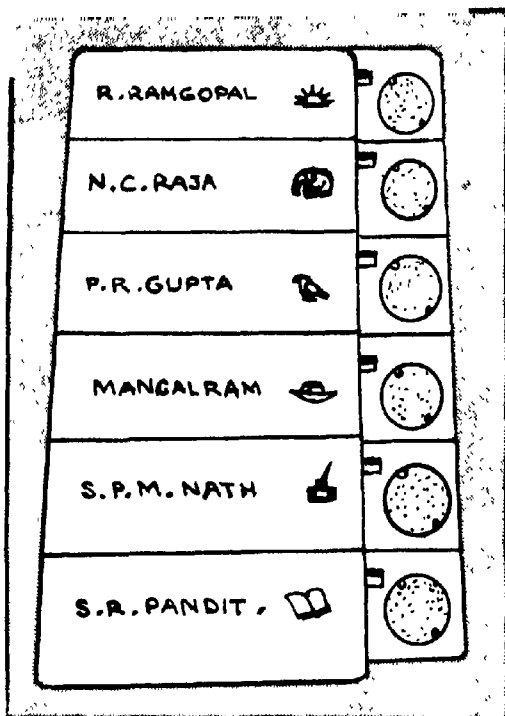 R.RAMGOPAL
N.C.RAJA
P.R.GUPTA
MANGALRAM
S.P.M.NATH
S.R.PANDIT.